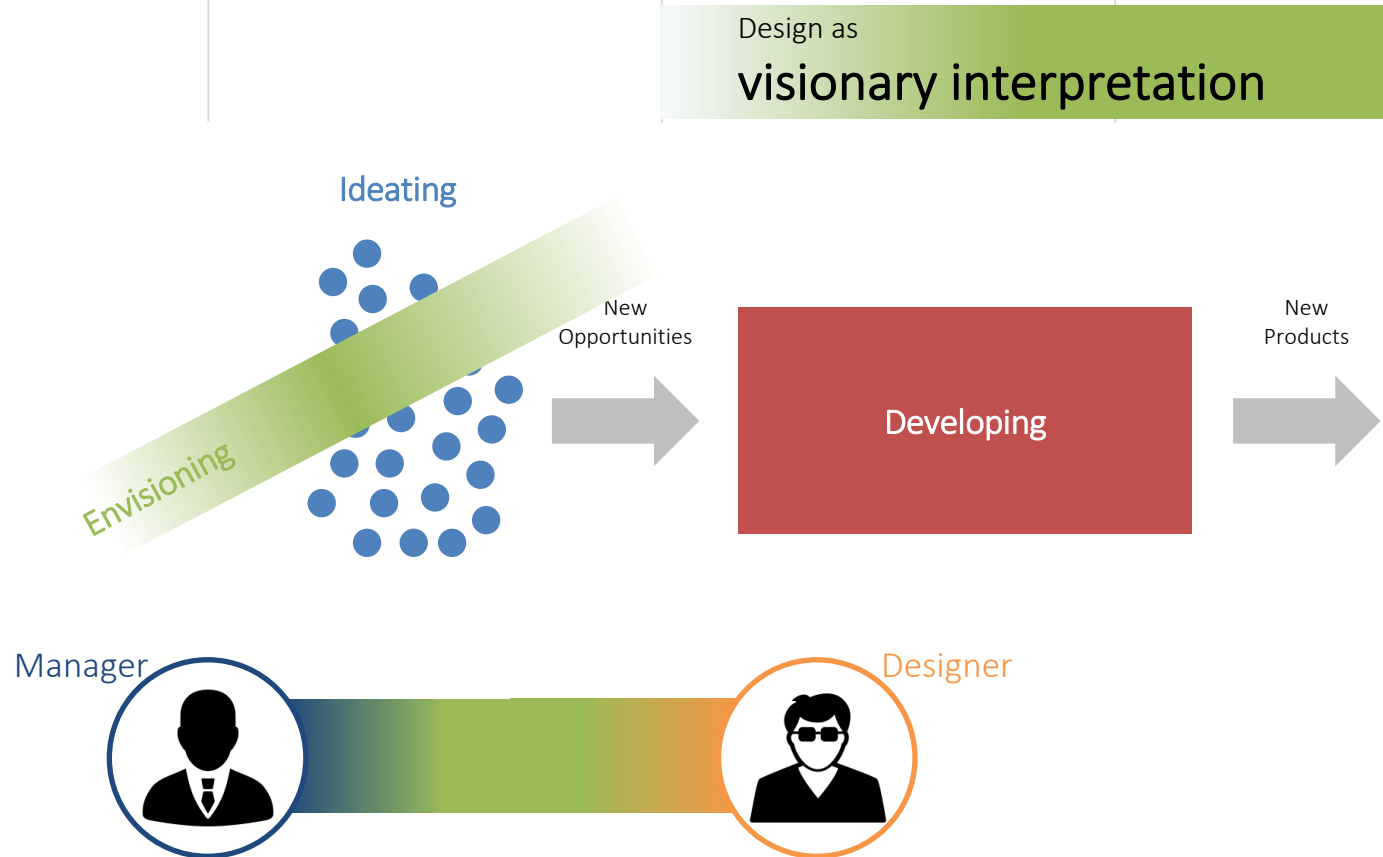 Design as
visionary interpretation
Ideating
Envisioning
New
Opportunities
Developing
New
Products
Manager
Designer